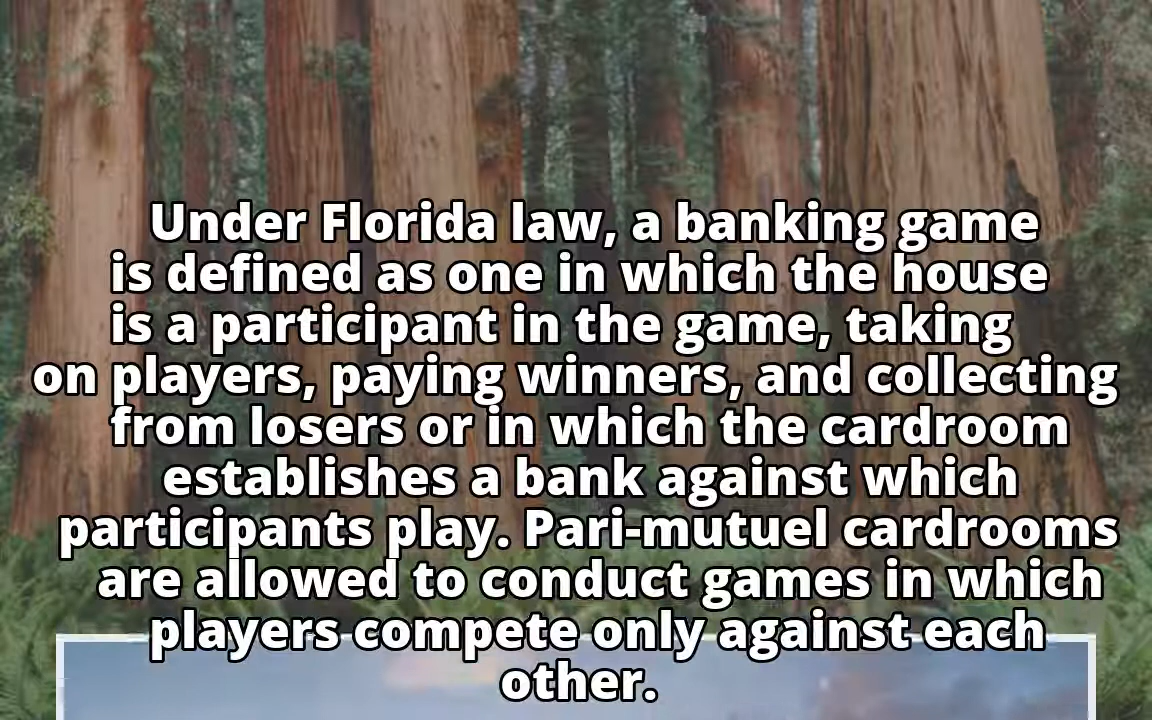 Under Florida law, a banking game
is defined as one in which the house
is a participant in the game, taking
on players, paying winners, and collecting
from losers or in which the cardroom
establishes a bank against which
participants play. Pari-mutuel cardrooms
are allowed to conduct games in which
players compete only against each
other.